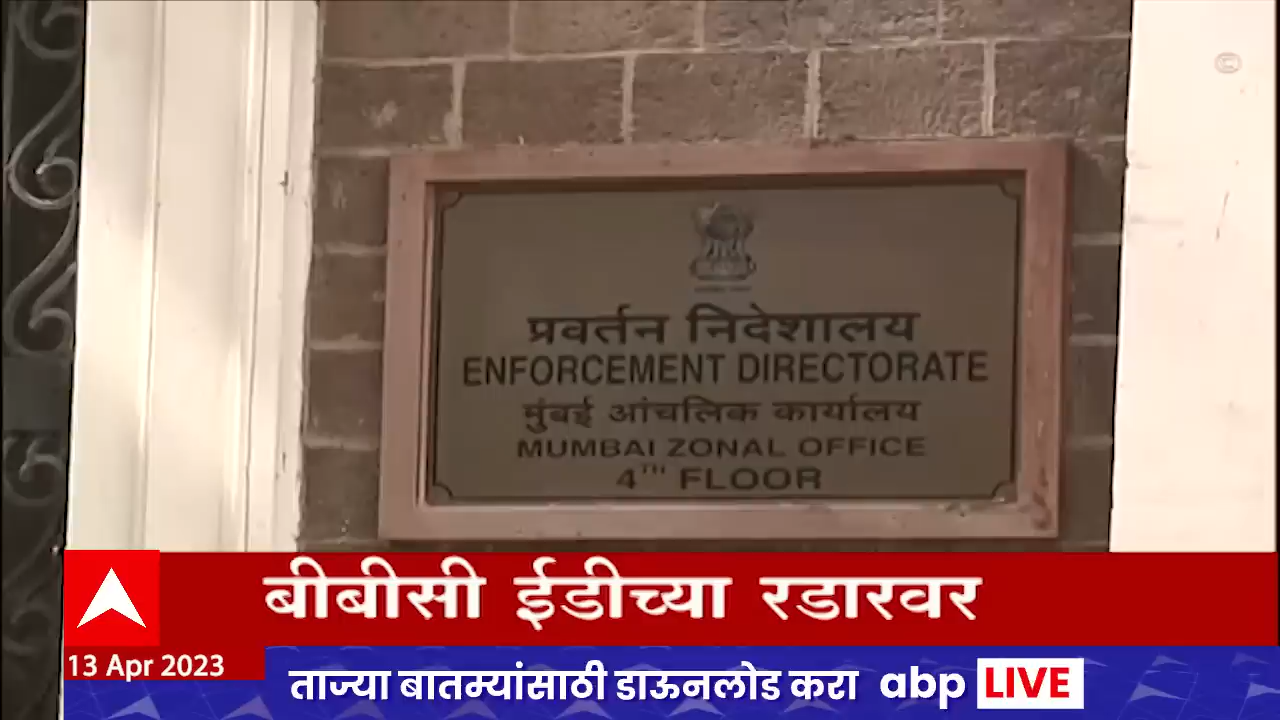 ©
प्रवर्तन निदेशालय
ENFORCEMENT DIRECTORATE
मुंबई आंचलिक कार्यालय
MUMBAI ZONAL OFFICE
4TH FLOOR
बीबीसी ईडीच्या रडारवर
13 Apr 2023
ताज्या बातम्यांसाठी डाऊनलोड करा abp LIVE